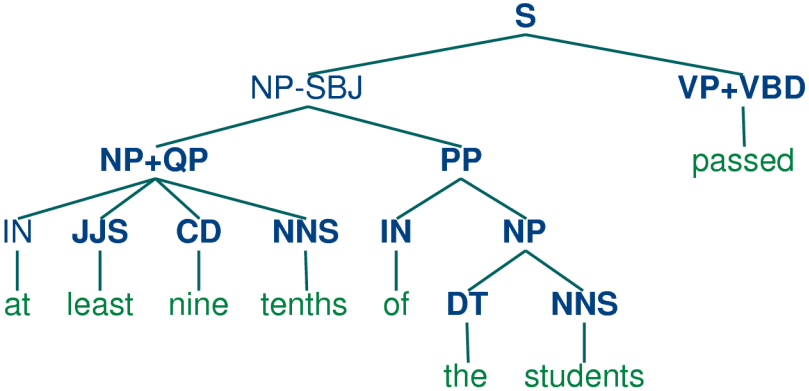 S
NP-SBJ VP+VBD
NP+QP PP passed
IN JJS CD NNS IN NP
at least nine tenths of DT NNS
the students